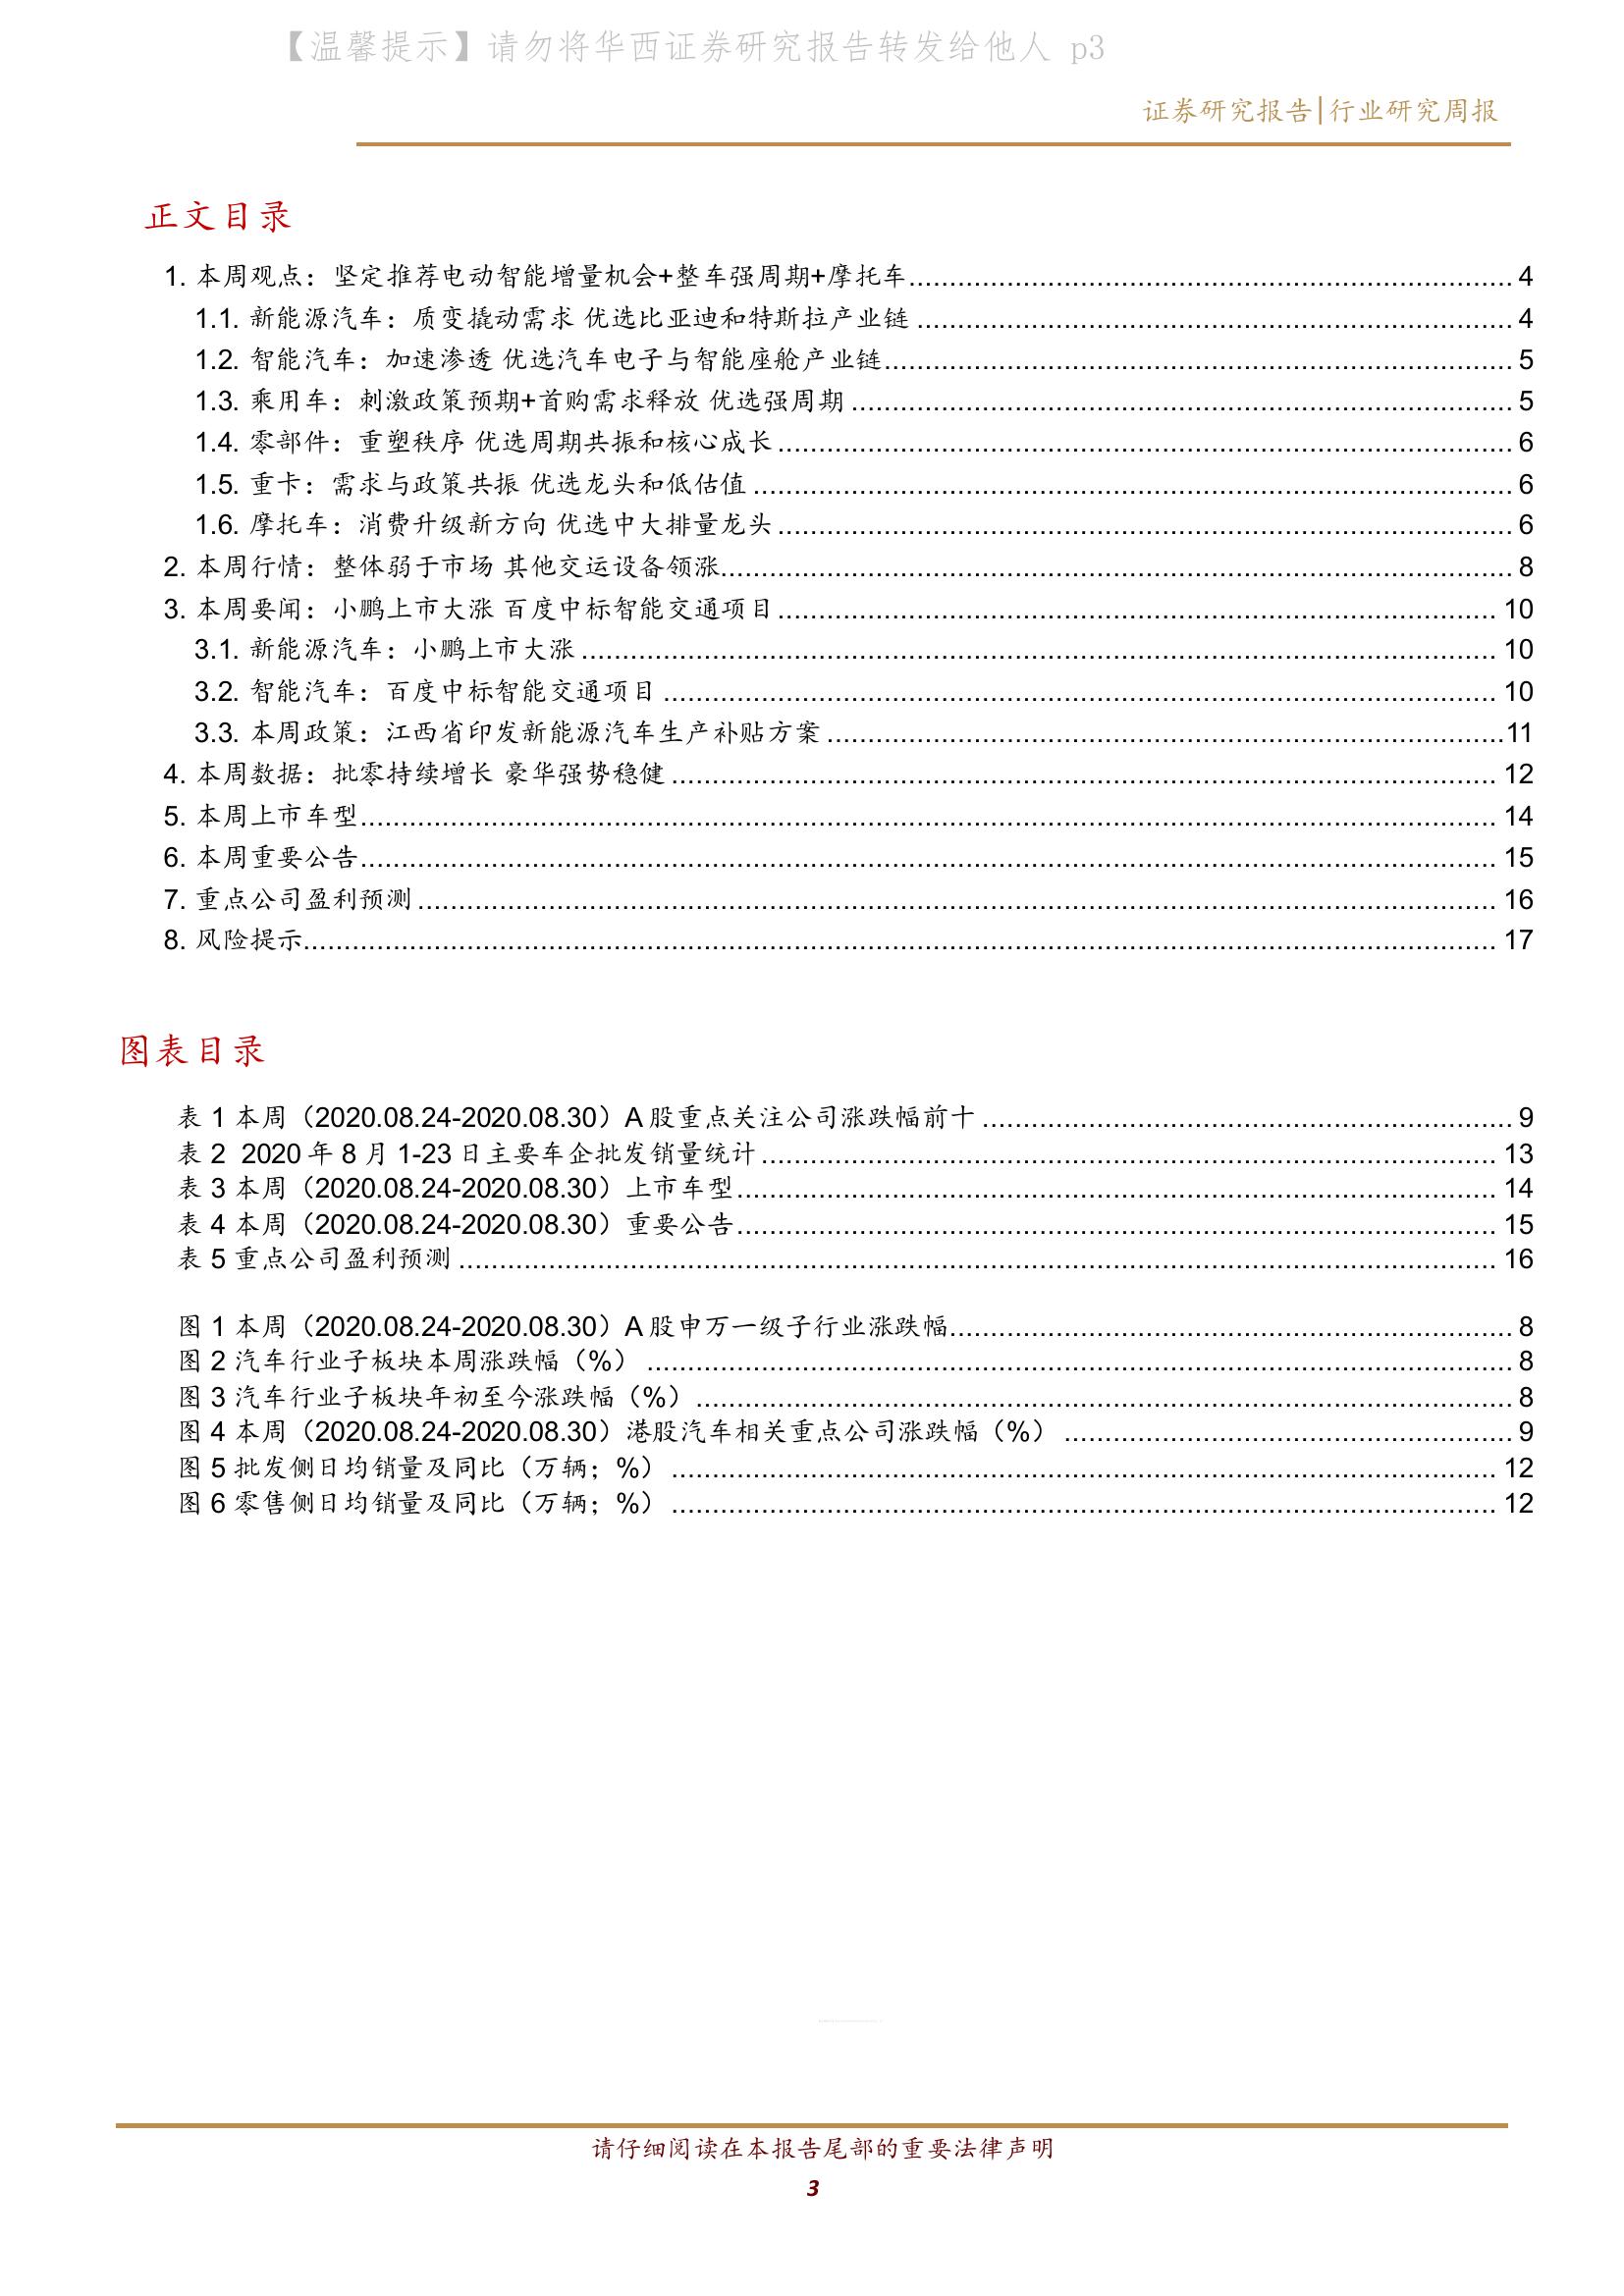 【温馨提示】请勿将华西证券研究报告转发给他人 p3
证券研究报告|行业研究周报
正文目录
1. 本周观点：坚定推荐电动智能增量机会+整车强周期+摩托车 4
1.1. 新能源汽车：质变撬动需求 优选比亚迪和特斯拉产业链 4
1.2. 智能汽车：加速渗透 优选汽车电子与智能座舱产业链 5
1.3. 乘用车：刺激政策预期+首购需求释放 优选强周期 5
1.4. 零部件：重塑秩序 优选周期共振和核心成长 6
1.5. 重卡：需求与政策共振 优选龙头和低估值 6
1.6. 摩托车：消费升级新方向 优选中大排量龙头 6
2. 本周行情：整体弱于市场 其他交运设备领涨 8
3. 本周要闻：小鹏上市大涨 百度中标智能交通项目 10
3.1. 新能源汽车：小鹏上市大涨 10
3.2. 智能汽车：百度中标智能交通项目 10
3.3. 本周政策：江西省印发新能源汽车生产补贴方案 11
4. 本周数据：批零持续增长 豪华强势稳健 12
5. 本周上市车型 14
6. 本周重要公告 15
7. 重点公司盈利预测 16
8. 风险提示 17
图表目录
表 1 本周（2020.08.24-2020.08.30）A 股重点关注公司涨跌幅前十 9
表 2 2020 年 8 月 1-23 日主要车企批发销量统计 13
表 3 本周（2020.08.24-2020.08.30）上市车型 14
表 4 本周（2020.08.24-2020.08.30）重要公告 15
表 5 重点公司盈利预测 16
图 1 本周（2020.08.24-2020.08.30）A 股申万一级子行业涨跌幅 8
图 2 汽车行业子板块本周涨跌幅（%） 8
图 3 汽车行业子板块年初至今涨跌幅（%） 8
图 4 本周（2020.08.24-2020.08.30）港股汽车相关重点公司涨跌幅（%） 9
图 5 批发侧日均销量及同比（万辆；%） 12
图 6 零售侧日均销量及同比（万辆；%） 12
请仔细阅读在本报告尾部的重要法律声明
3